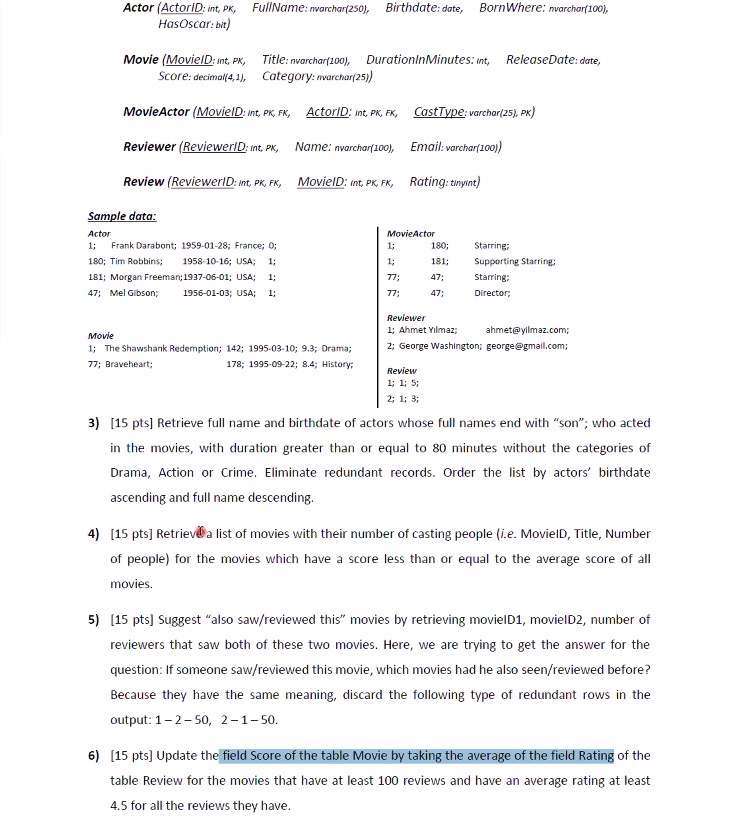 Actor (ActorID: int, PK, FullName: nvarchar(250), Birthdate: date, BornWhere: nvarchar(100),
HasOscar: bit)
Movie (MovieID: int, PK, Title: nvarchar(100), DurationInMinutes: int, ReleaseDate: date,
Score: decimal(4,1), Category: nvarchar(25))
MovieActor (MovieID: int, PK, FK, ActorID: int, PK, FK, CastType: varchar(25), PK)
Reviewer (ReviewerID: int, PK, Name: nvarchar(100), Email: varchar(100))
Review (ReviewerID: int, PK, FK, MovieID: int, PK, FK, Rating: tinyint)
Sample data:
Actor
1; Frank Darabont; 1959-01-28; France; 0;
180; Tim Robbins; 1958-10-16; USA; 1;
181; Morgan Freeman;1937-06-01; USA; 1;
47; Mel Gibson; 1956-01-03; USA; 1;
Movie
1; The Shawshank Redemption; 142; 1995-03-10; 9.3; Drama;
77; Braveheart; 178; 1995-09-22; 8.4; History;
MovieActor
1; 180; Starring;
1; 181; Supporting Starring;
77; 47; Starring;
77; 47; Director;
Reviewer
1; Ahmet Yılmaz; ahmet@yilmaz.com;
2; George Washington; george@gmail.com;
Review
1; 1; 5;
2; 1; 3;
3) [15 pts] Retrieve full name and birthdate of actors whose full names end with “son”; who acted
in the movies, with duration greater than or equal to 80 minutes without the categories of
Drama, Action or Crime. Eliminate redundant records. Order the list by actors’ birthdate
ascending and full name descending.
4) [15 pts] Retrieve a list of movies with their number of casting people (i.e. MovieID, Title, Number
of people) for the movies which have a score less than or equal to the average score of all
movies.
5) [15 pts] Suggest “also saw/reviewed this” movies by retrieving movieID1, movieID2, number of
reviewers that saw both of these two movies. Here, we are trying to get the answer for the
question: If someone saw/reviewed this movie, which movies had he also seen/reviewed before?
Because they have the same meaning, discard the following type of redundant rows in the
output: 1 – 2 – 50, 2 – 1 – 50.
6) [15 pts] Update the field Score of the table Movie by taking the average of the field Rating of the
table Review for the movies that have at least 100 reviews and have an average rating at least
4.5 for all the reviews they have.